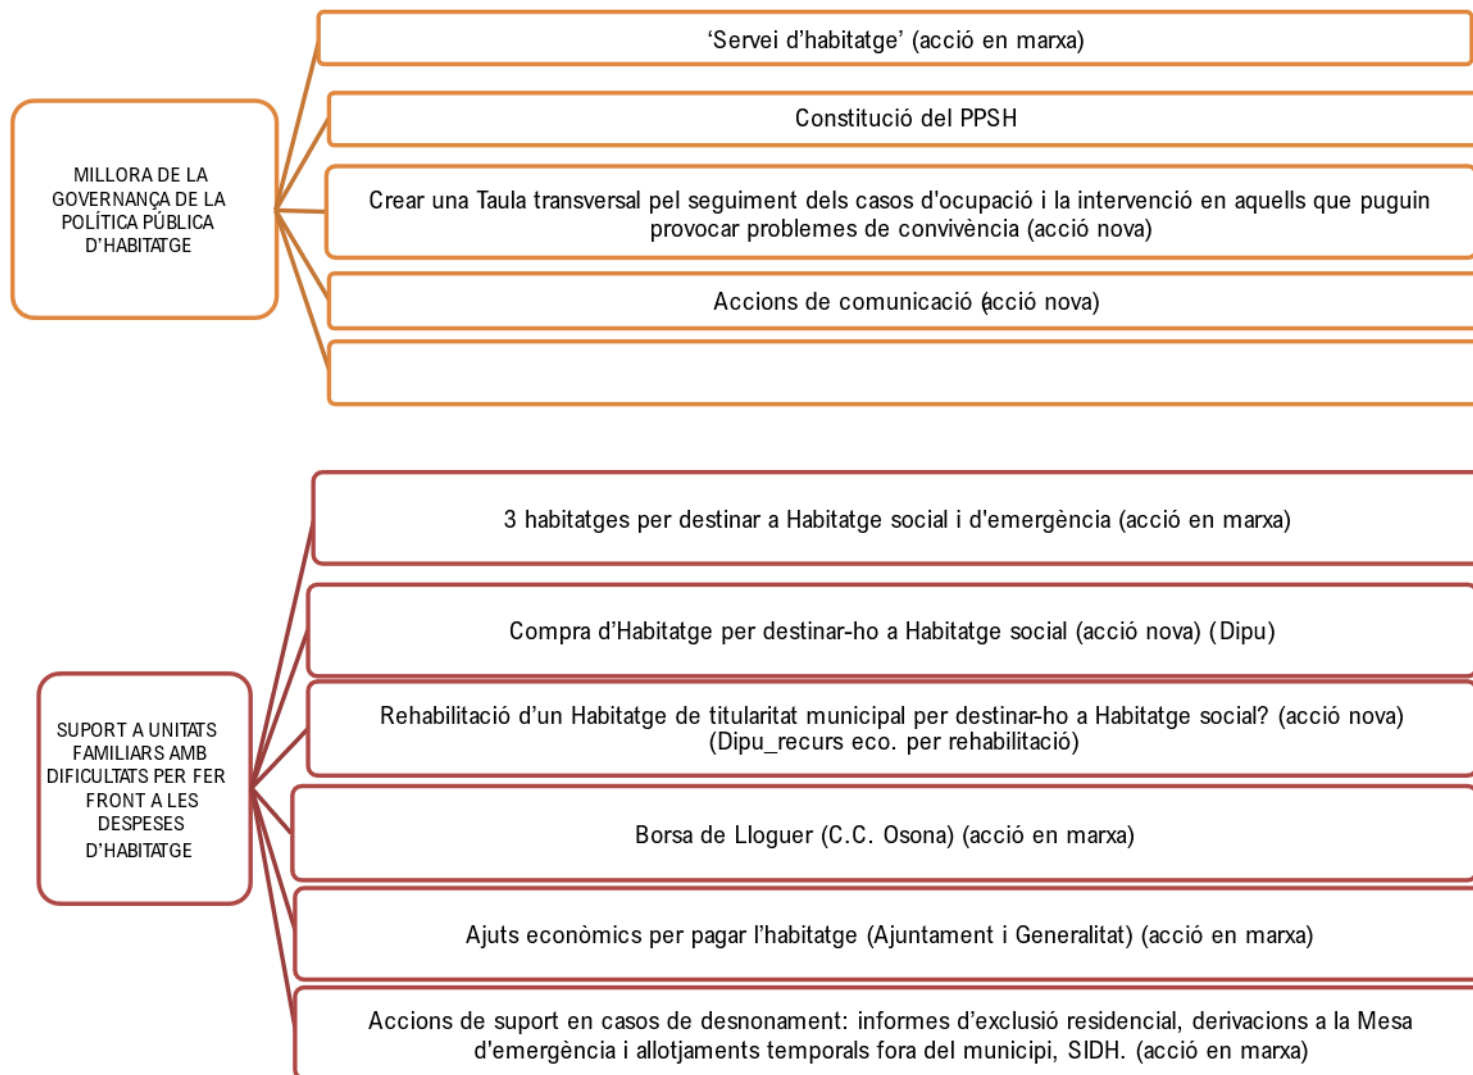 ‘Servei d’habitatge’ (acció en marxa)
Constitució del PPSH
MILLORA DE LA
GOVERNANÇA DE LA
POLÍTICA PÚBLICA
D’HABITATGE
Crear una Taula transversal pel seguiment dels casos d'ocupació i la intervenció en aquells que puguin
provocar problemes de convivència (acció nova)
Accions de comunicació (acció nova)
3 habitatges per destinar a Habitatge social i d'emergència (acció en marxa)
Compra d’Habitatge per destinar-ho a Habitatge social (acció nova) (Dipu)
SUPORT A UNITATS
FAMILIARS AMB
DIFICULTATS PER FER
FRONT A LES
DESPESES
D’HABITATGE
Rehabilitació d’un Habitatge de titularitat municipal per destinar-ho a Habitatge social? (acció nova)
(Dipu_recurs eco. per rehabilitació)
Borsa de Lloguer (C.C. Osona) (acció en marxa)
Ajuts econòmics per pagar l’habitatge (Ajuntament i Generalitat) (acció en marxa)
Accions de suport en casos de desnonament: informes d’exclusió residencial, derivacions a la Mesa
d'emergència i allotjaments temporals fora del municipi, SIDH. (acció en marxa)